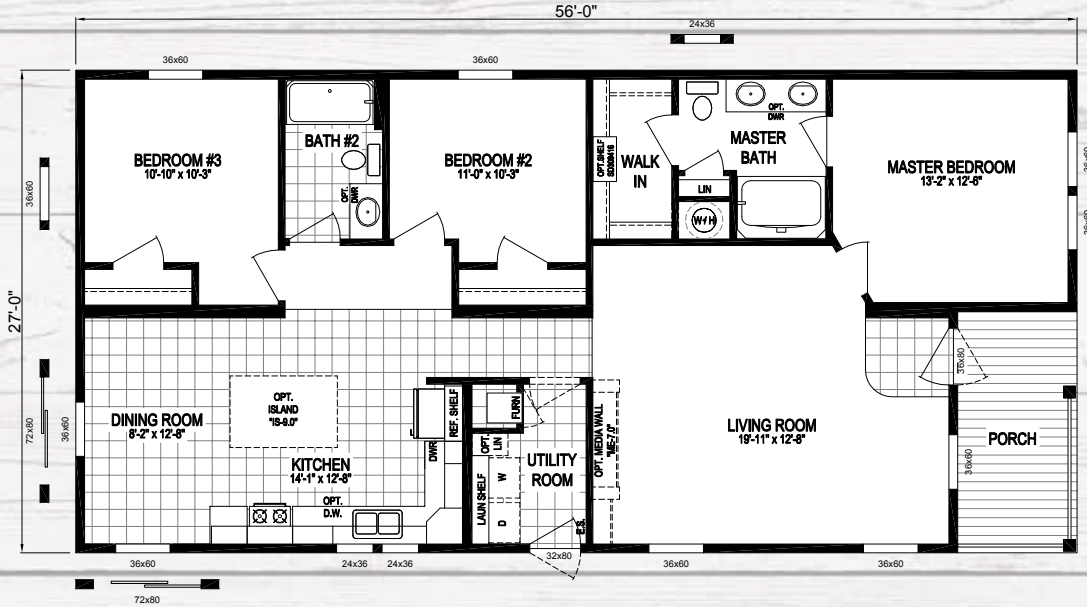 56'-0"
24x36
36x60
36x60
BEDROOM #3
10'-10" x 10'-3"
BATH #2
OPT.
DWR
BEDROOM #2
11'-0" x 10'-3"
OPT. SHELF
WALK
IN
OPT.
DWR
MASTER
BATH
LIN
W/H
MASTER BEDROOM
13'-2" x 12'-6"
36x60
36x60
36x60
27'-0"
72x80
36x60
DINING ROOM
8'-2" x 12'-8"
OPT.
ISLAND
"IS-9.0"
KITCHEN
14'-1" x 12'-8"
OPT.
D.W.
DWR
REF. SHELF
FURN
OPT.
LIN
LAUN SHELF
W
D
UTILITY
ROOM
E.S.
OPT. MEDIA WALL
"ME-7.0"
LIVING ROOM
19'-11" x 12'-8"
36x80
PORCH
36x60
36x60
24x36
24x36
32x80
36x60
36x60
72x80